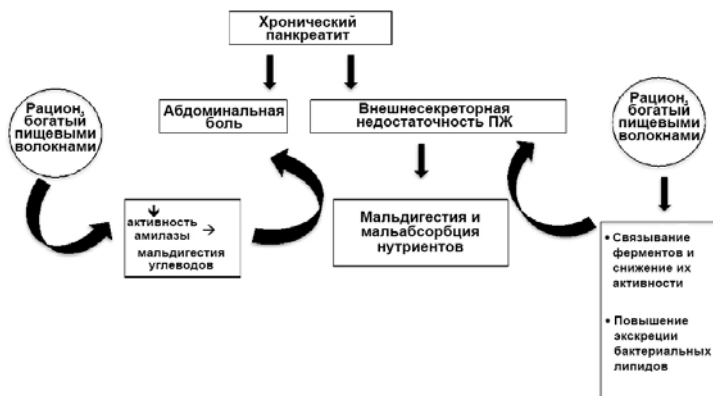 Хронический
панкреатит
Рацион,
богатый
пищевыми
волокнами
Абдоминальная
боль
Внешнесекреторная
недостаточность ПЖ
Рацион,
богатый
пищевыми
волокнами
↓
активность
амилазы →
мальдигестия
углеводов
Мальдигестия и
мальабсорбция
нутриентов
• Связывание
ферментов и
снижение их
активности
• Повышение
экскреции
бактериальных
липидов